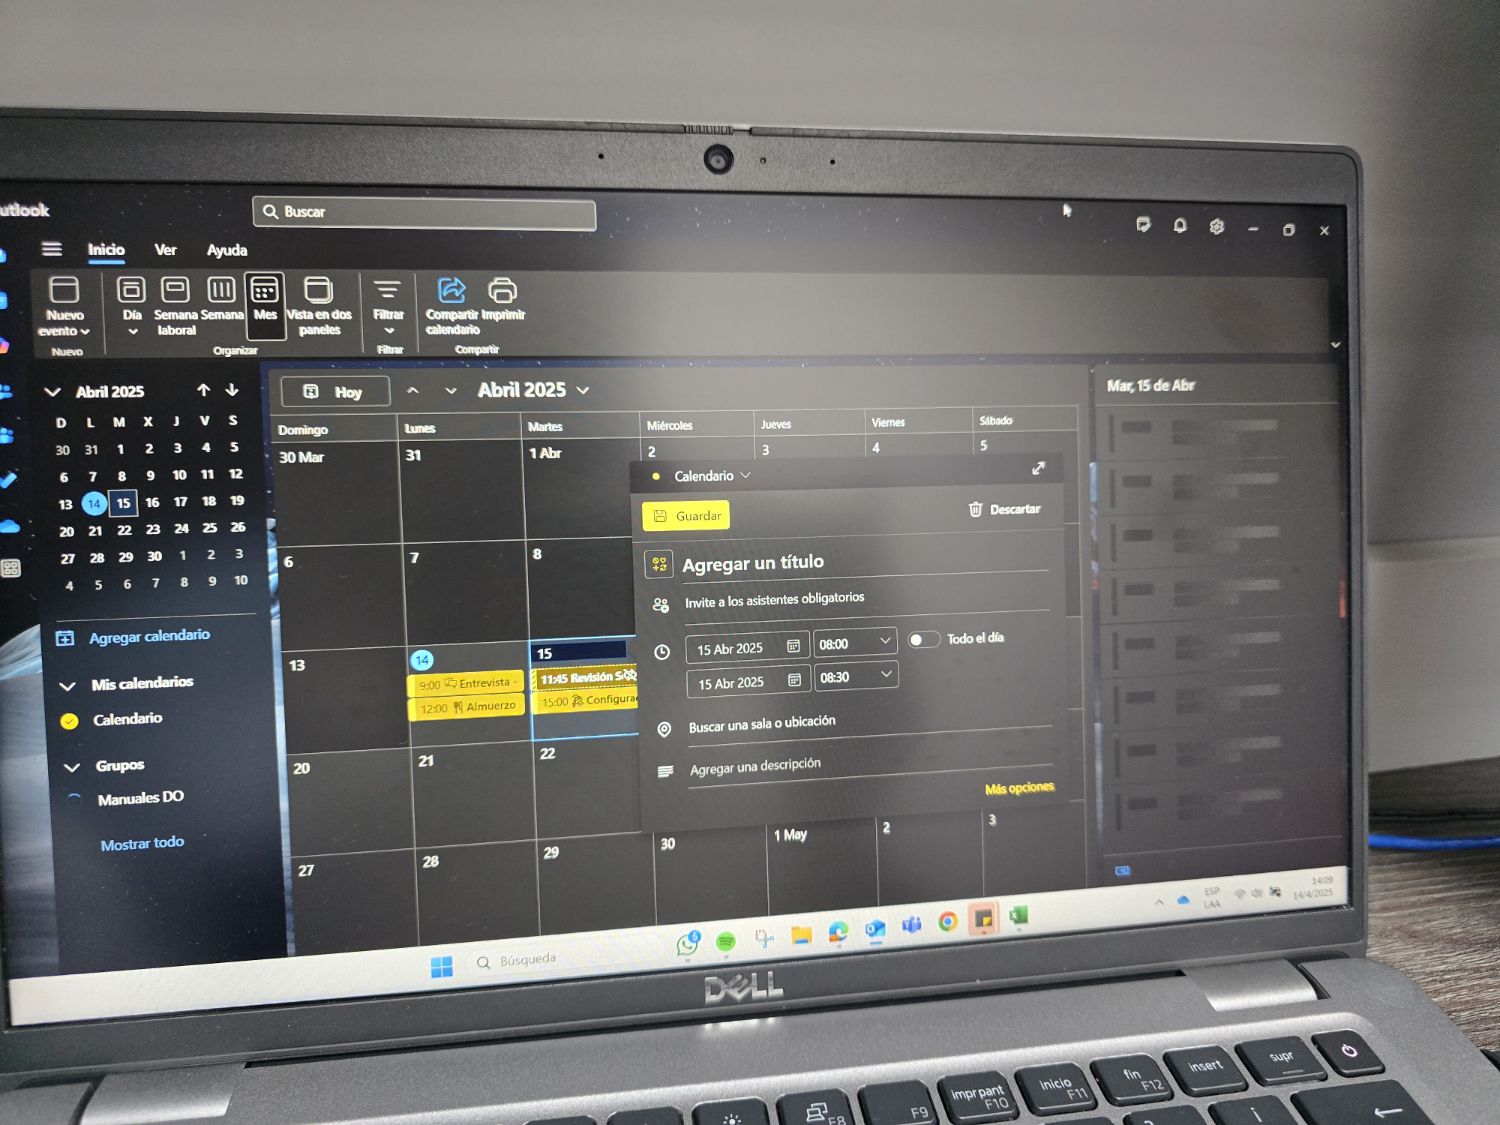 utlook
Buscar
Inicio Ver Ayuda
Nuevo evento
Día
Semana laboral
Semana
Mes
Vista en dos paneles
Filtrar
Compartir calendario
Imprimir
Nuevo
Organizar
Filtrar
Compartir
Abril 2025
D L M X J V S
30 31 1 2 3 4 5
6 7 8 9 10 11 12
13 14 15 16 17 18 19
20 21 22 23 24 25 26
27 28 29 30 1 2 3
4 5 6 7 8 9 10
Agregar calendario
Mis calendarios
Calendario
Grupos
Manuales DO
Mostrar todo
Hoy
Abril 2025
Domingo Lunes Martes Miércoles Jueves Viernes Sábado
30 Mar 31 1 Abr 2 3 4 5
6 7 8
13 14 15
9:00 Entrevista -
12:00 Almuerzo
11:45 Revisión
15:00 Configurac
20 21 22
27 28 29 30 1 May 2 3
Calendario
Guardar
Descartar
Agregar un título
Invite a los asistentes obligatorios
15 Abr 2025 08:00 Todo el día
15 Abr 2025 08:30
Buscar una sala o ubicación
Agregar una descripción
Más opciones
Mar, 15 de Abr
Búsqueda
5
ESP
LAA
14:09
14/4/2025
DELL
F8
F9
impr pant
F10
Inicio
F11
fin
F12
insert
supr